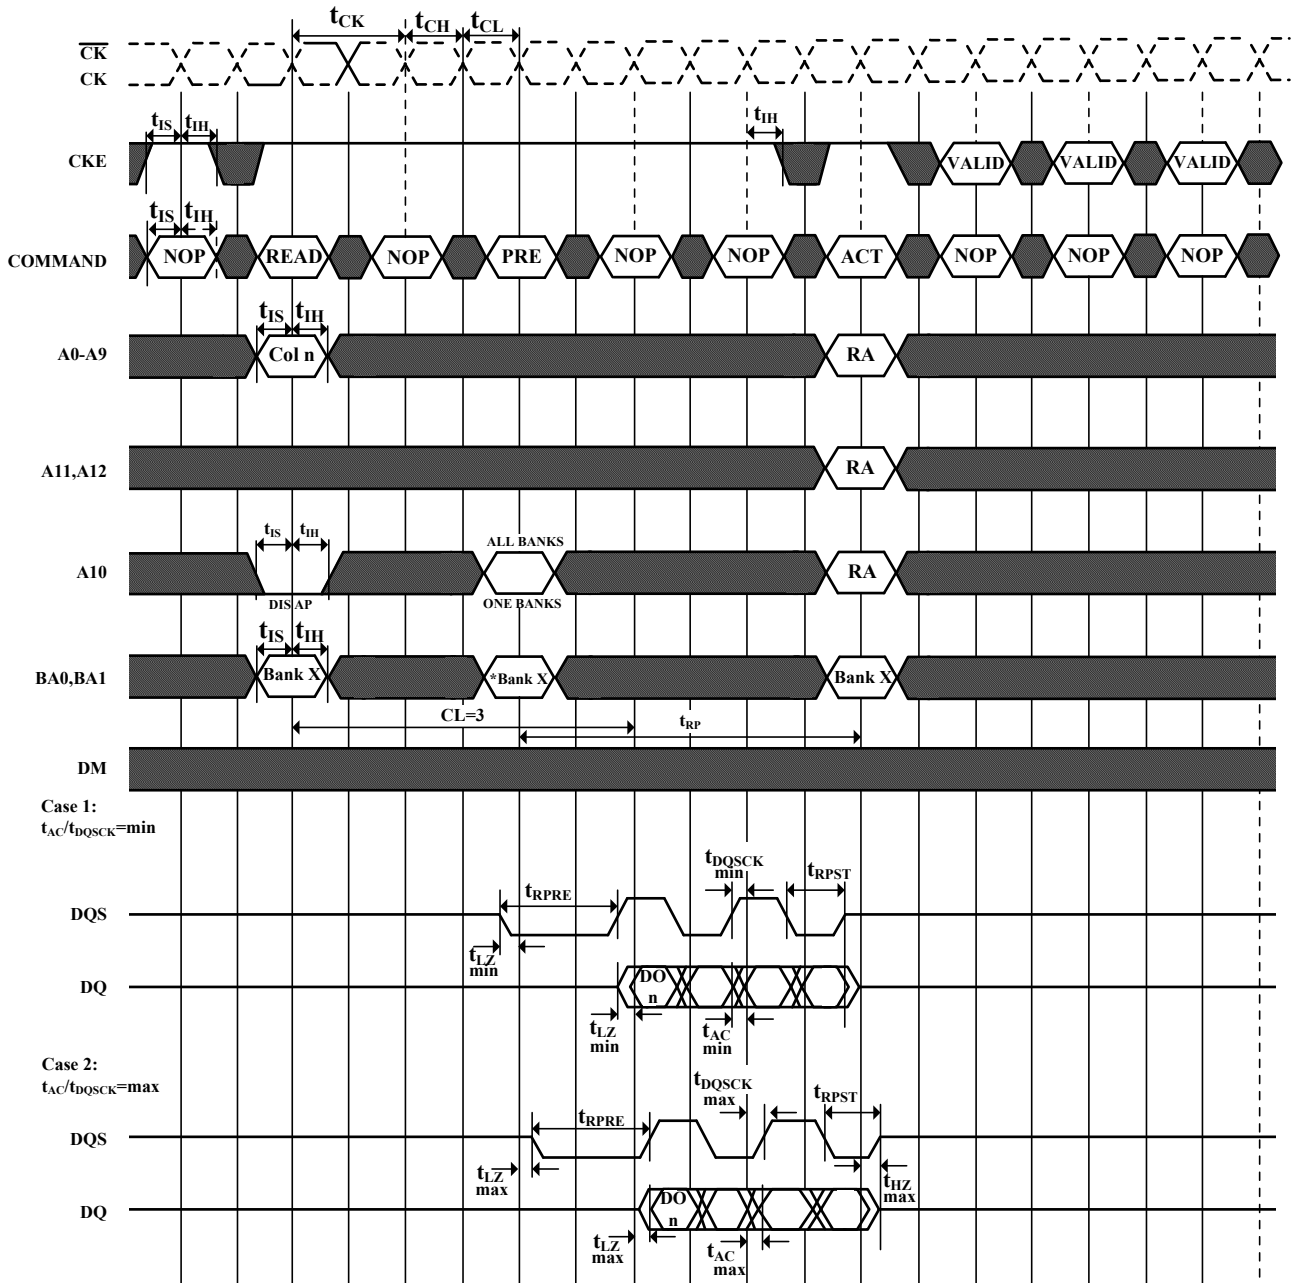 tCK tCH tCL
CK
CK
tIS tIH tIH
CKE VALID VALID VALID
tIS tIH
COMMAND NOP READ NOP PRE NOP NOP ACT NOP NOP NOP
tIS tIH
A0-A9 Col n RA
A11,A12 RA
tIS tIH ALL BANKS
A10 RA
DIS AP ONE BANKS
tIS tIH
BA0,BA1 Bank X *Bank X Bank X
CL=3 tRP
DM
Case 1:
tAC/tDQSCK=min
tDQSCK
min
tRPST
tRPRE
DQS
tLZ
min
DQ DO
n
tLZ
min
tAC
min
Case 2:
tAC/tDQSCK=max
tDQSCK
max
tRPST
tRPRE
DQS
tLZ
max
tHZ
max
DQ DO
n
tLZ
max
tAC
max